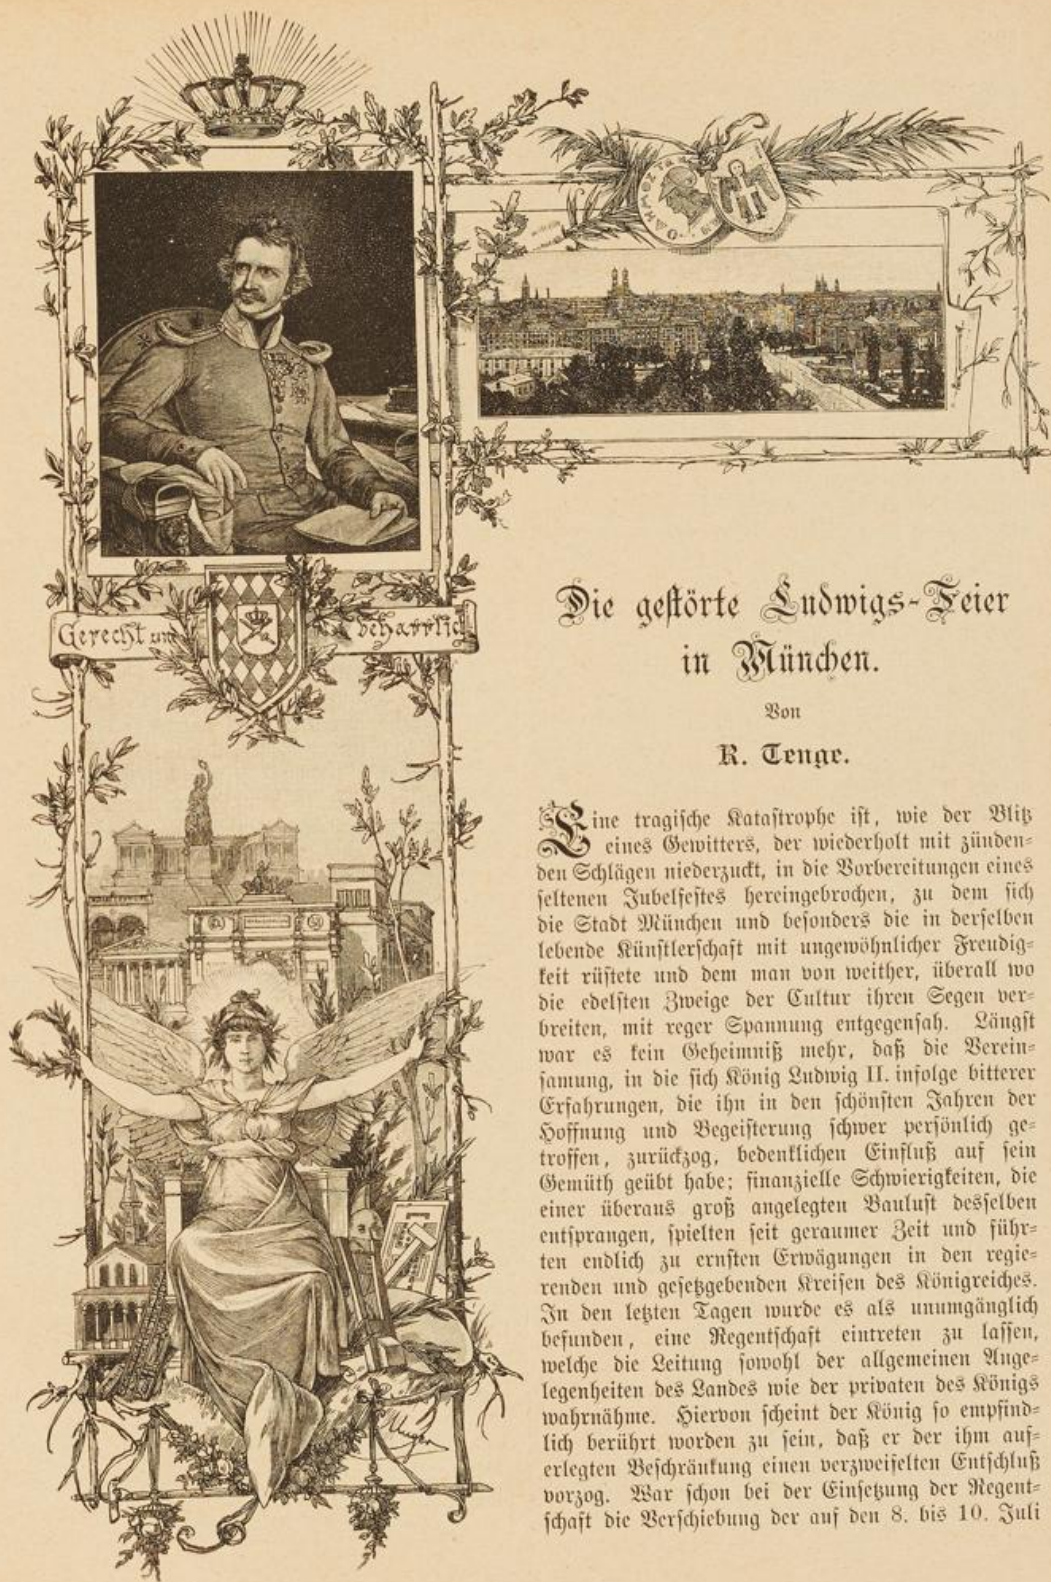 Gerecht und beharrlich
Die gestörte Ludwigs-Feier
in München.
Von
R. Tenge.
Eine tragische Katastrophe ist, wie der Blitz
eines Gewitters, der wiederholt mit zünden-
den Schlägen niederzuckt, in die Vorbereitungen eines
seltenen Jubelfestes hereingebrochen, zu dem sich
die Stadt München und besonders die in derselben
lebende Künstlerschaft mit ungewöhnlicher Freudig-
keit rüstete und dem man von weither, überall wo
die edelsten Zweige der Cultur ihren Segen ver-
breiten, mit reger Spannung entgegensah. Längst
war es kein Geheimniß mehr, daß die Verein-
samung, in die sich König Ludwig II. infolge bitterer
Erfahrungen, die ihn in den schönsten Jahren der
Hoffnung und Begeisterung schwer persönlich ge-
troffen, zurückzog, bedenklichen Einfluß auf sein
Gemüth geübt habe; finanzielle Schwierigkeiten, die
einer überaus groß angelegten Baulust desselben
entsprangen, spielten seit geraumer Zeit und führ-
ten endlich zu ernsten Erwägungen in den regie-
renden und gesetzgebenden Kreisen des Königreiches.
In den letzten Tagen wurde es als unumgänglich
befunden, eine Regentschaft eintreten zu lassen,
welche die Leitung sowohl der allgemeinen Ange-
legenheiten des Landes wie der privaten des Königs
wahrnähme. Hiervon scheint der König so empfind-
lich berührt worden zu sein, daß er der ihm auf-
erlegten Beschränkung einen verzweifelten Entschluß
vorzog. War schon bei der Einsetzung der Regent-
schaft die Verschiebung der auf den 8. bis 10. Juli